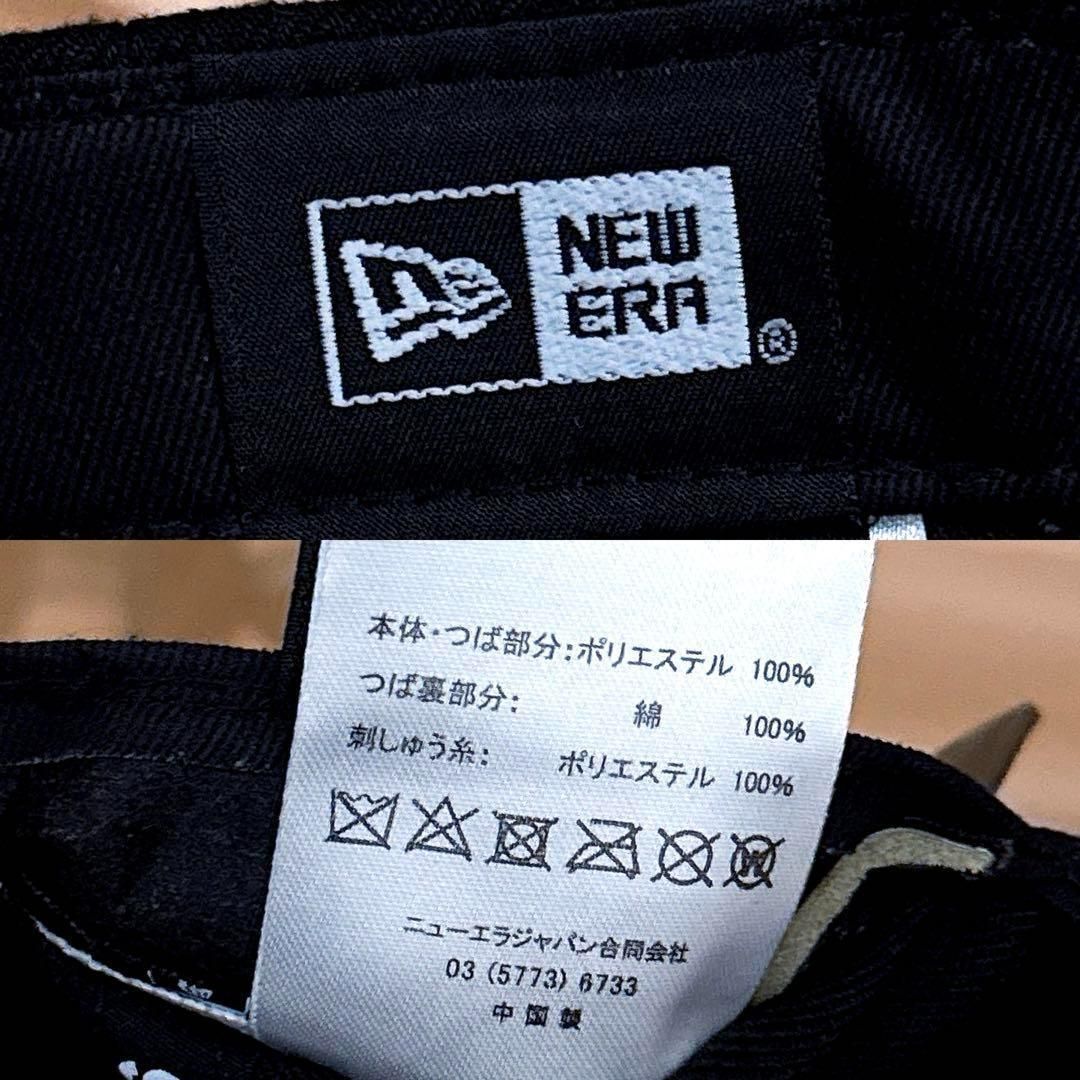 NEW
ERA
®
本体・つば部分:ポリエステル 100%
つば裏部分: 綿 100%
刺しゅう糸: ポリエステル 100%
ニューエラジャパン合同会社
03 (5773) 6733
中国製